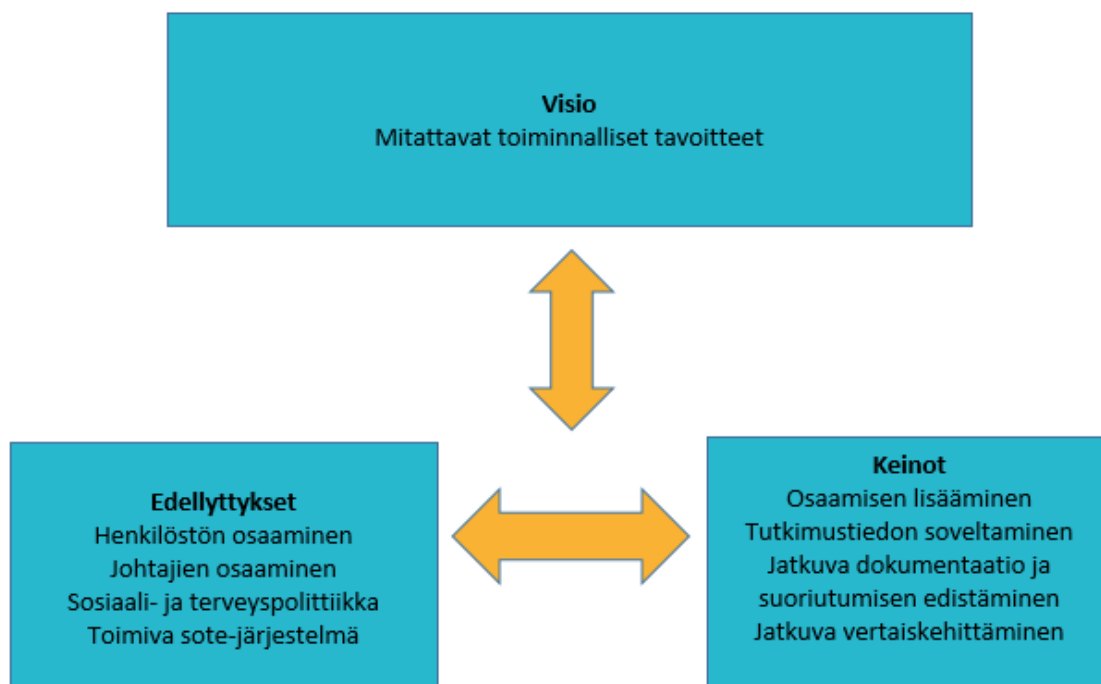 Visio
Mitattavat toiminnalliset tavoitteet
Edellyttykset
Henkilöstön osaaminen
Johtajien osaaminen
Sosiaali- ja terveyspolittiikka
Toimiva sote-järjestelmä
Keinot
Osaamisen lisääminen
Tutkimustiedon soveltaminen
Jatkuva dokumentaatio ja
suoriutumisen edistäminen
Jatkuva vertaiskehittäminen